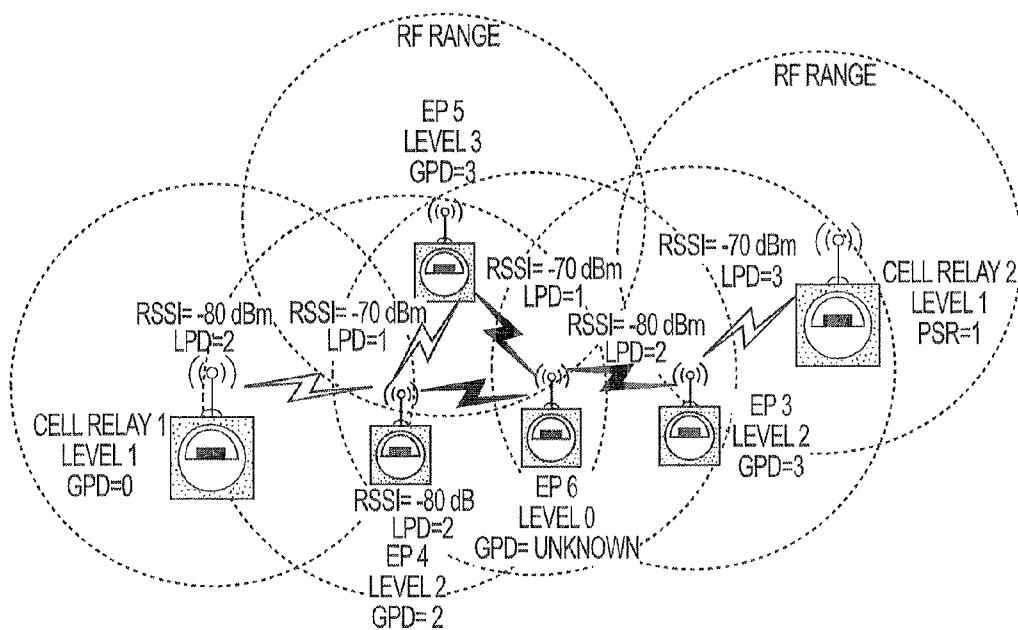 RF RANGE
RF RANGE
EP 5
LEVEL 3
GPD=3
RSSI= -70 dBm
LPD=1
RSSI= -70 dBm
LPD=3
CELL RELAY 2
LEVEL 1
PSR=1
RSSI= -80 dBm
LPD=2
RSSI= -70 dBm
LPD=1
RSSI= -80 dBm
LPD=2
CELL RELAY 1
LEVEL 1
GPD=0
EP 3
LEVEL 2
GPD=3
RSSI= -80 dB
LPD=2
EP 4
LEVEL 2
GPD= 2
EP 6
LEVEL 0
GPD= UNKNOWN